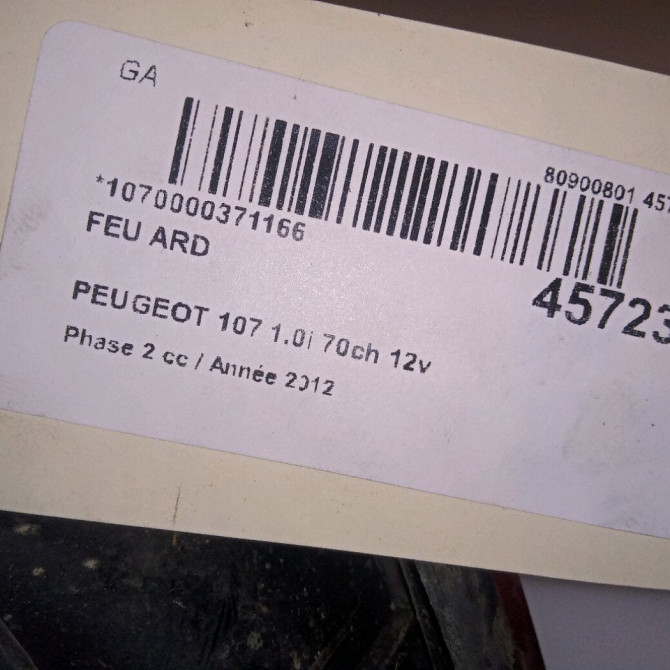 GA
80900801 457
*1070000371166
FEU ARD
45723
PEUGEOT 107 1.0i 70ch 12v
Phase 2 cc / Année 2012